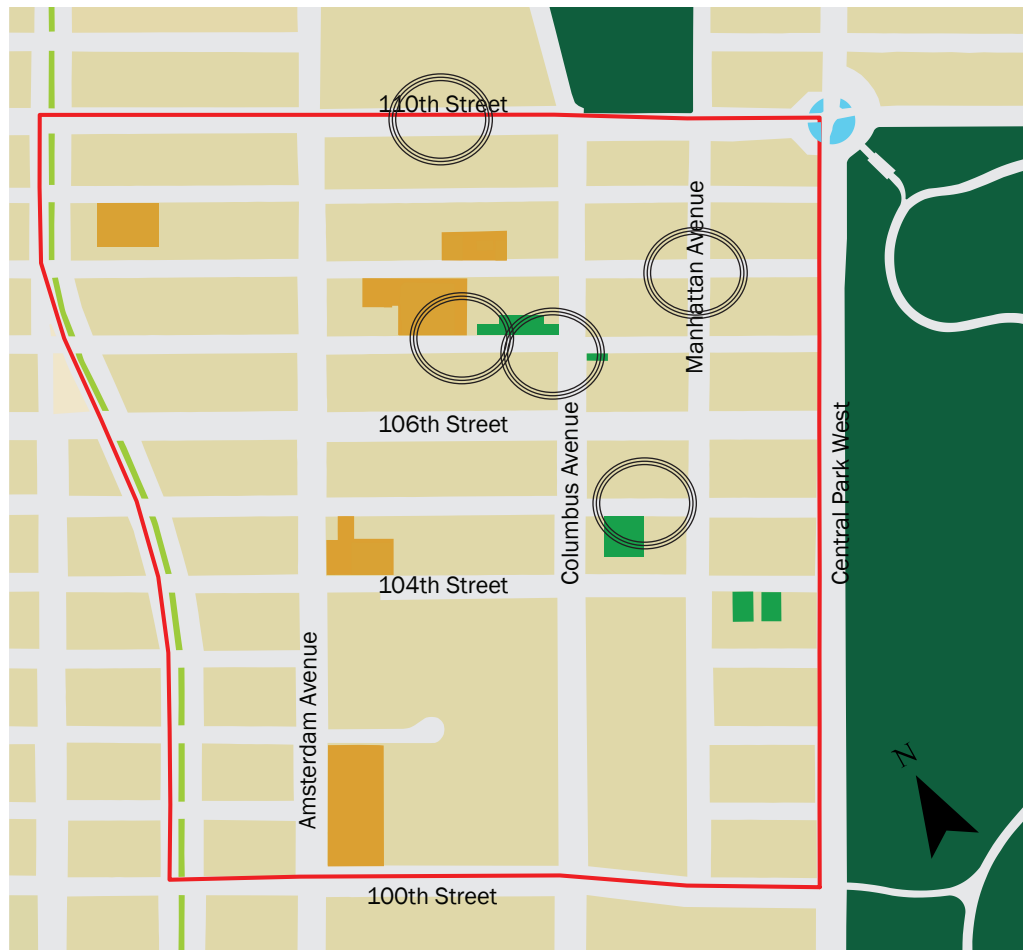 110th Street
Manhattan Avenue
106th Street
Columbus Avenue
Central Park West
104th Street
Amsterdam Avenue
N
100th Street